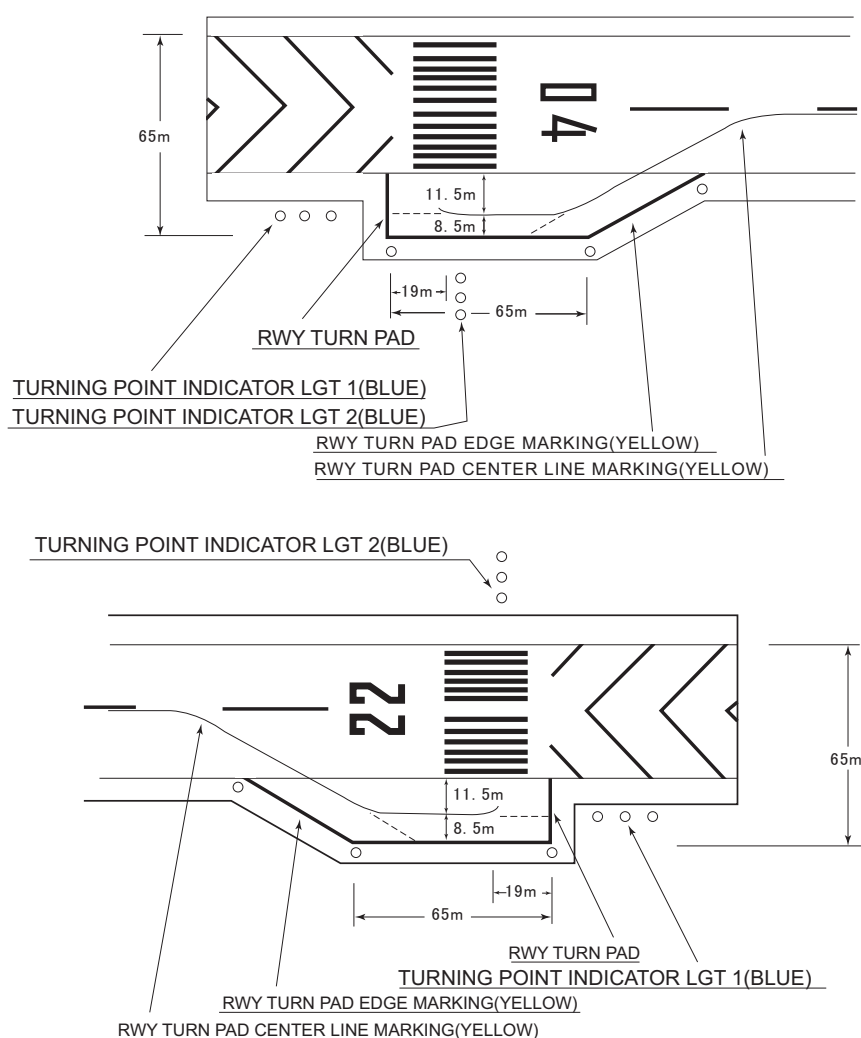 65m
04
11.5m
8.5m
19m
65m
RWY TURN PAD
TURNING POINT INDICATOR LGT 1(BLUE)
TURNING POINT INDICATOR LGT 2(BLUE)
RWY TURN PAD EDGE MARKING(YELLOW)
RWY TURN PAD CENTER LINE MARKING(YELLOW)
TURNING POINT INDICATOR LGT 2(BLUE)
22
65m
11.5m
8.5m
19m
65m
RWY TURN PAD
TURNING POINT INDICATOR LGT 1(BLUE)
RWY TURN PAD EDGE MARKING(YELLOW)
RWY TURN PAD CENTER LINE MARKING(YELLOW)